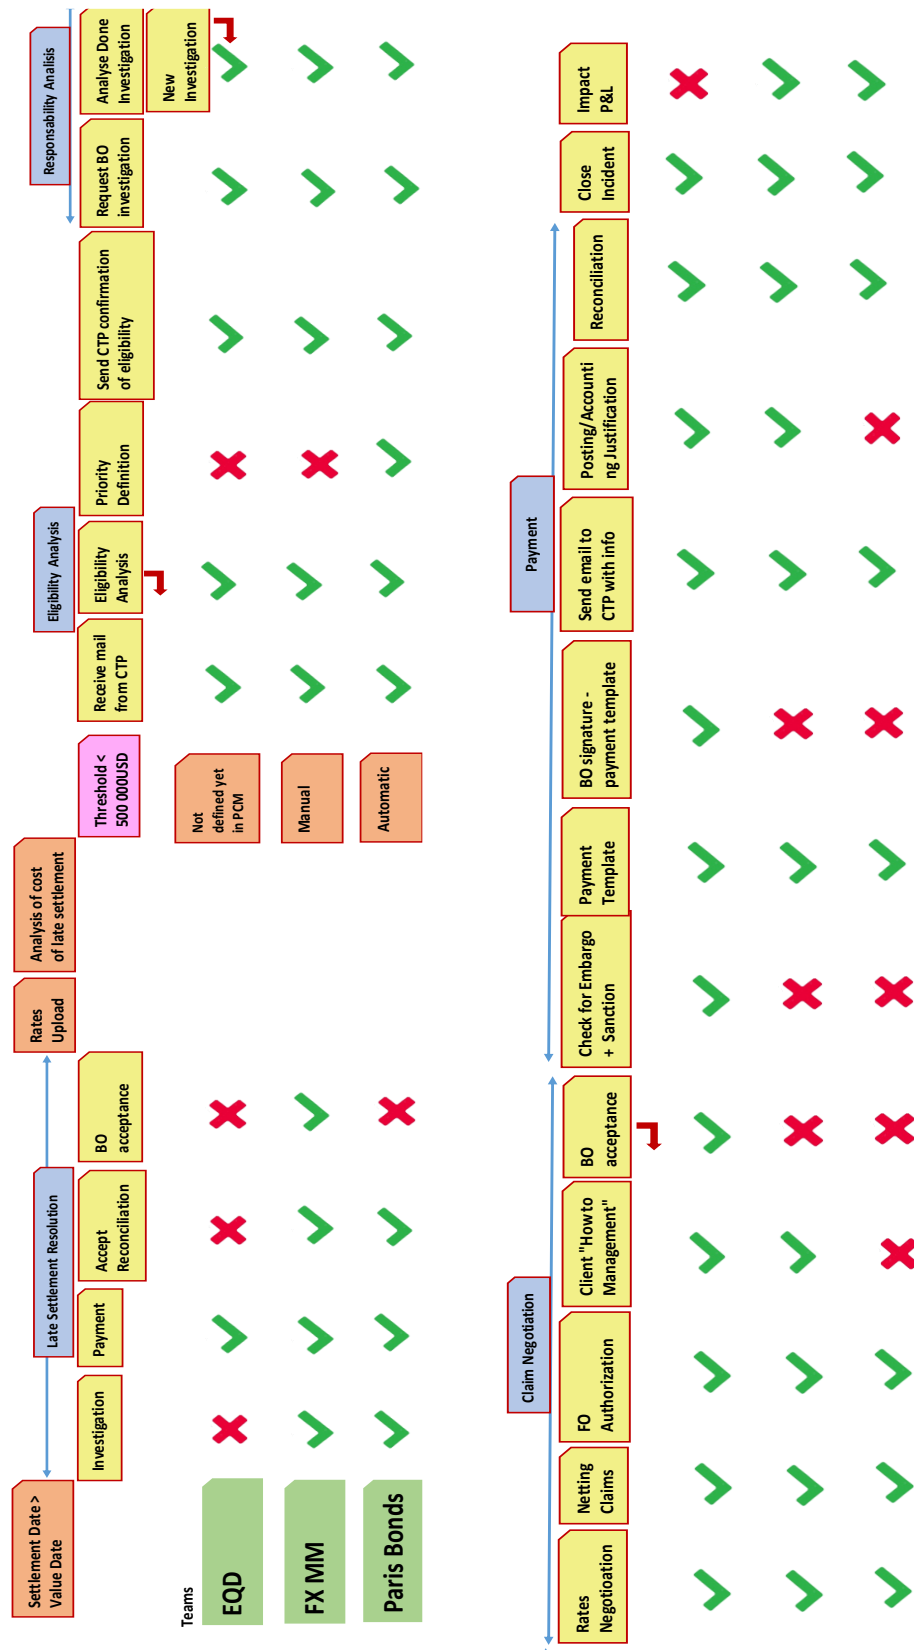 Settlement Date >
Value Date
Late Settlement Resolution
Investigation
Payment
Accept
Reconciliation
BO
acceptance
Rates
Upload
Analysis of cost
of late settlement
Threshold <
500 000USD
Eligibility Analysis
Receive mail
from CTP
Eligibility
Analysis
Priority
Definition
Send CTP confirmation
of eligibility
Responsability Analisis
Request BO
investigation
Analyse Done
Investigation
New
Investigation
Teams
EQD
Not
defined yet
in PCM
FX MM
Manual
Paris Bonds
Automatic
Claim Negotiation
Rates
Negotioation
Netting
Claims
FO
Authorization
Client "How to
Management"
BO
acceptance
Payment
Check for Embargo
+ Sanction
Payment
Template
BO signature -
payment template
Send email to
CTP with info
Posting/Accounti
ng Justification
Reconciliation
Close
Incident
Impact
P&L